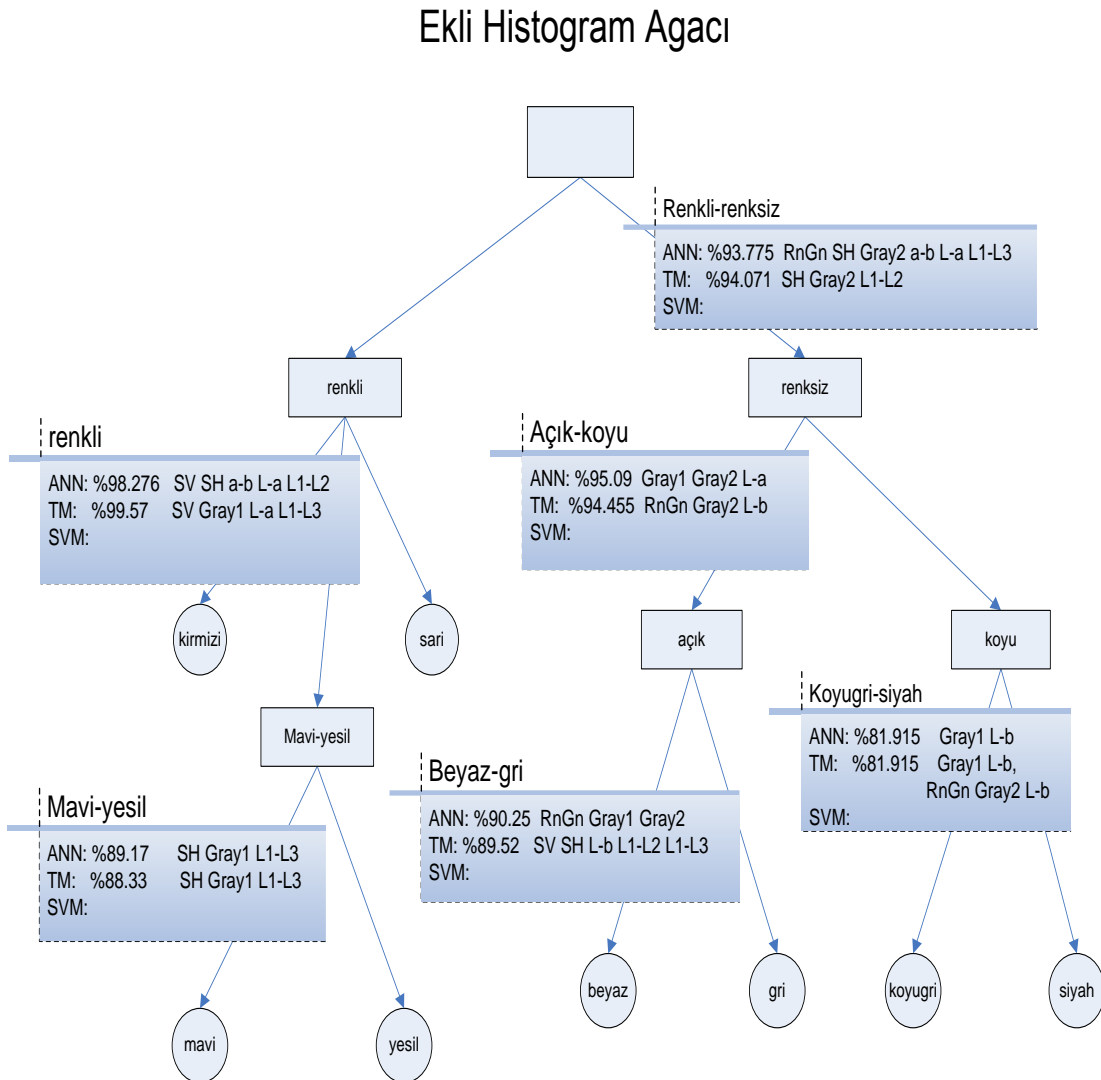 Ekli Histogram Agacı
Renkli-renksiz
ANN: %93.775 RnGn SH Gray2 a-b L-a L1-L3
TM: %94.071 SH Gray2 L1-L2
SVM:
renkli
renksiz
renkli
ANN: %98.276 SV SH a-b L-a L1-L2
TM: %99.57 SV Gray1 L-a L1-L3
SVM:
Açık-koyu
ANN: %95.09 Gray1 Gray2 L-a
TM: %94.455 RnGn Gray2 L-b
SVM:
kirmizi
sari
açık
koyu
Mavi-yesil
Koyugri-siyah
ANN: %81.915 Gray1 L-b
TM: %81.915 Gray1 L-b,
RnGn Gray2 L-b
SVM:
Beyaz-gri
ANN: %90.25 RnGn Gray1 Gray2
TM: %89.52 SV SH L-b L1-L2 L1-L3
SVM:
Mavi-yesil
ANN: %89.17 SH Gray1 L1-L3
TM: %88.33 SH Gray1 L1-L3
SVM:
beyaz
gri
koyugri
siyah
mavi
yesil